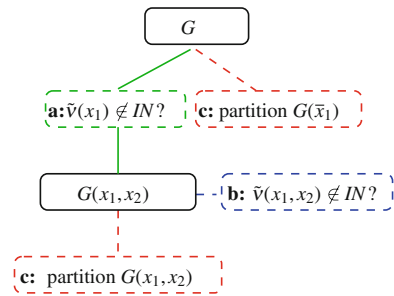 G
a:ṽ(x₁) ∉ IN?
c: partition G(x̅₁)
G(x₁,x₂)
b: ṽ(x₁,x₂) ∉ IN?
c: partition G(x₁,x₂)